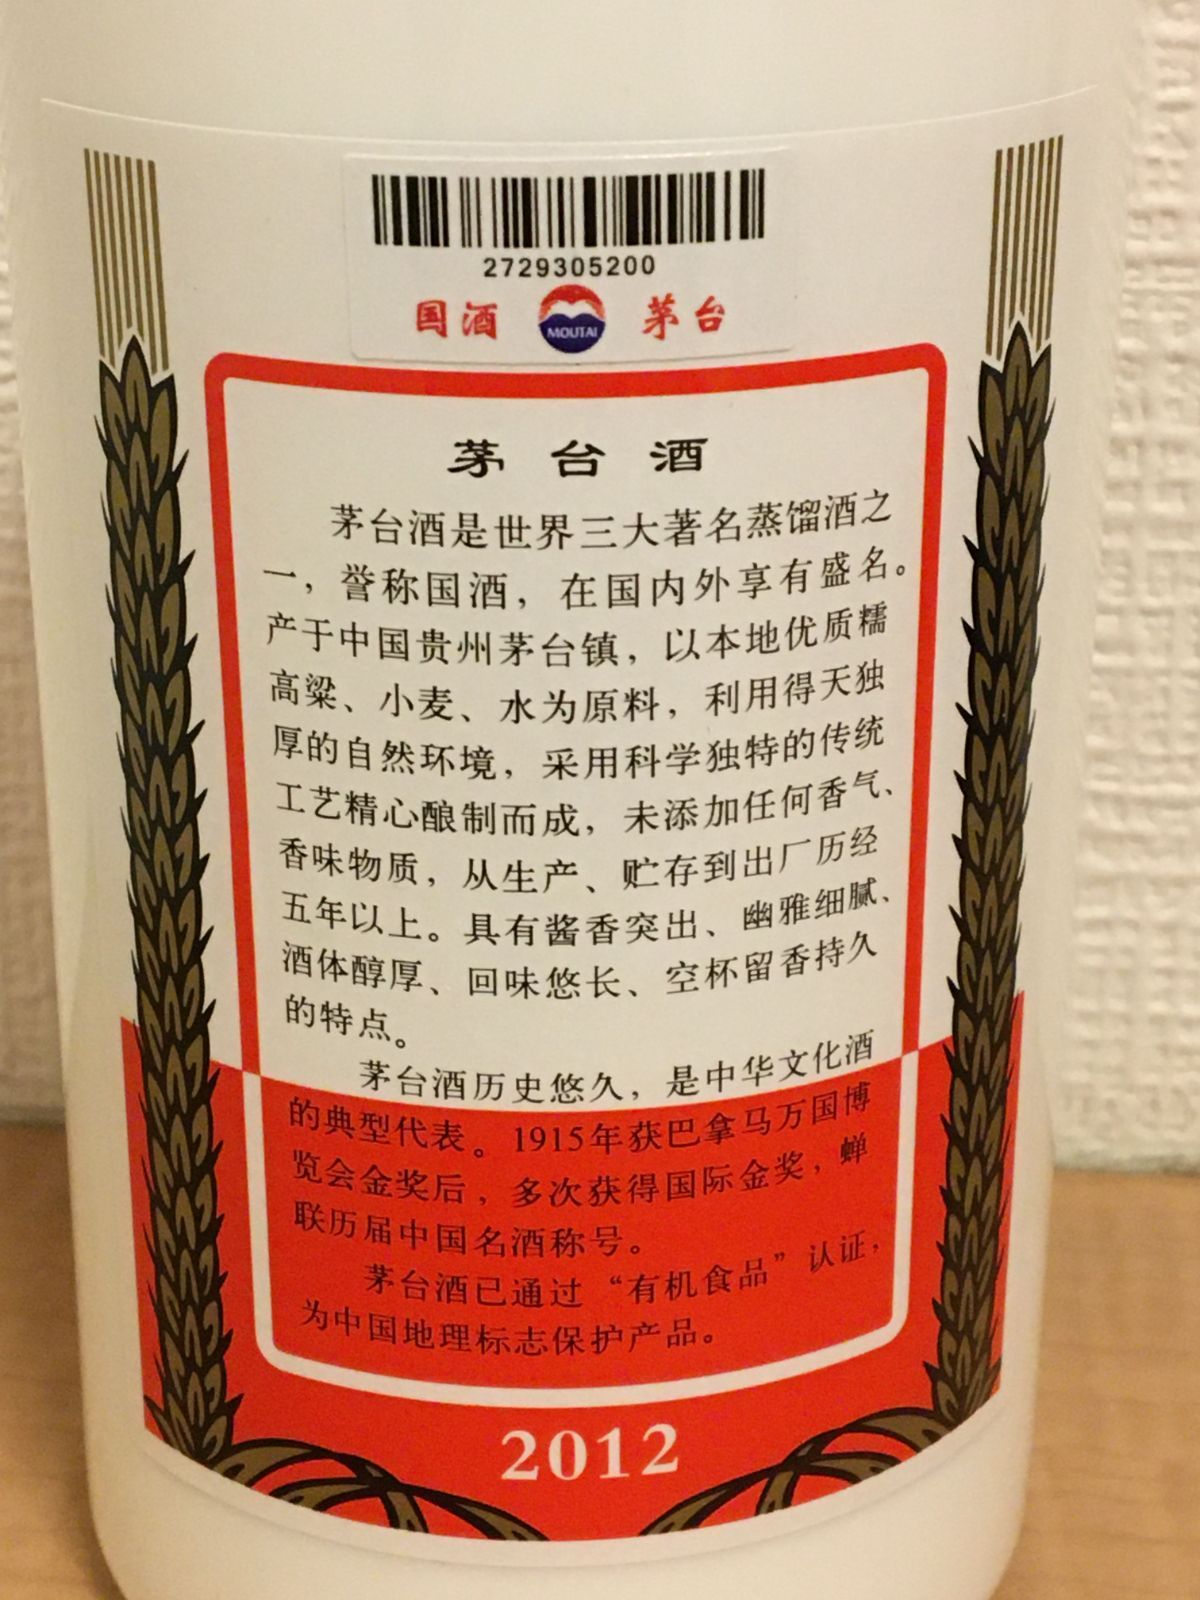 2729305200
国酒 MOUTAI 茅台
茅台酒
茅台酒是世界三大著名蒸馏酒之
一，誉称国酒，在国内外享有盛名。
产于中国贵州茅台镇，以本地优质糯
高粱、小麦、水为原料，利用得天独
厚的自然环境，采用科学独特的传统
工艺精心酿制而成，未添加任何香气、
香味物质，从生产、贮存到出厂历经
五年以上。具有酱香突出、幽雅细腻、
酒体醇厚、回味悠长、空杯留香持久
的特点。
茅台酒历史悠久，是中华文化酒
的典型代表。1915年获巴拿马万国博
览会金奖后，多次获得国际金奖，蝉
联历届中国名酒称号。
茅台酒已通过“有机食品”认证，
为中国地理标志保护产品。
2012